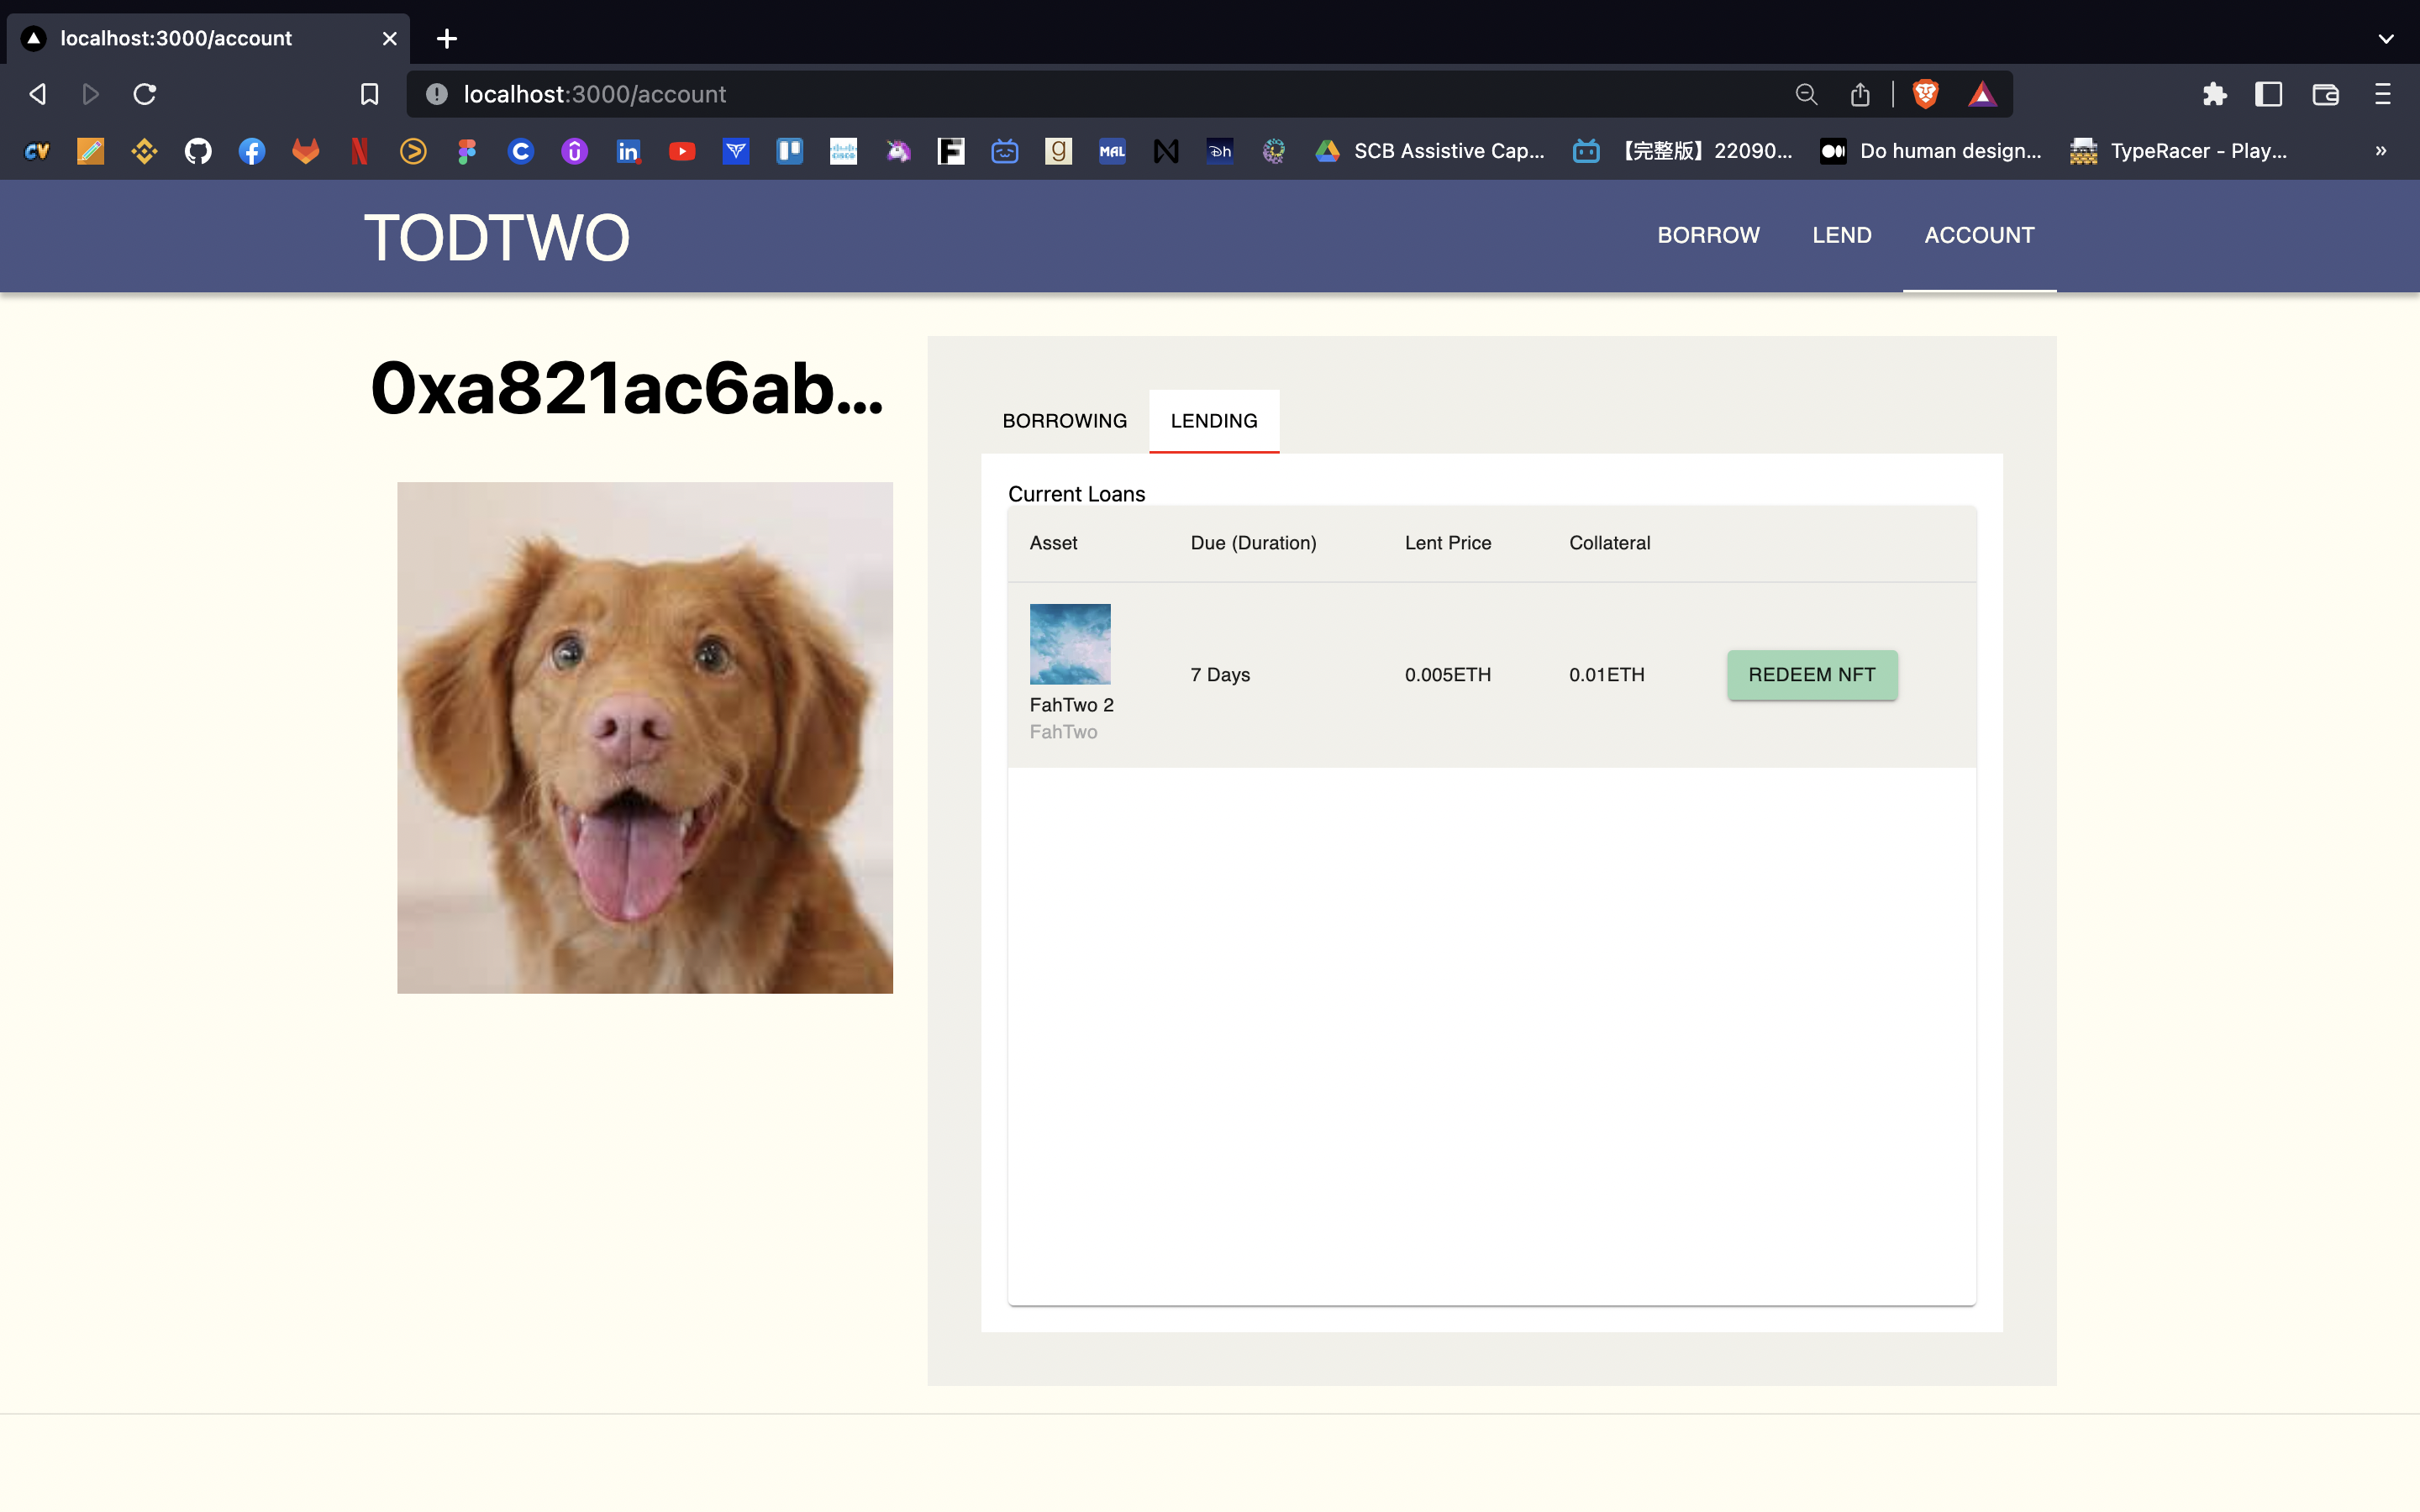 localhost:3000/account
localhost:3000/account
SCB Assistive Cap...
【完整版】22090...
Do human design...
TypeRacer - Play...
TODTWO
BORROW
LEND
ACCOUNT
0xa821ac6ab...
BORROWING
LENDING
Current Loans
Asset
Due (Duration)
Lent Price
Collateral
FahTwo 2
FahTwo
7 Days
0.005ETH
0.01ETH
REDEEM NFT